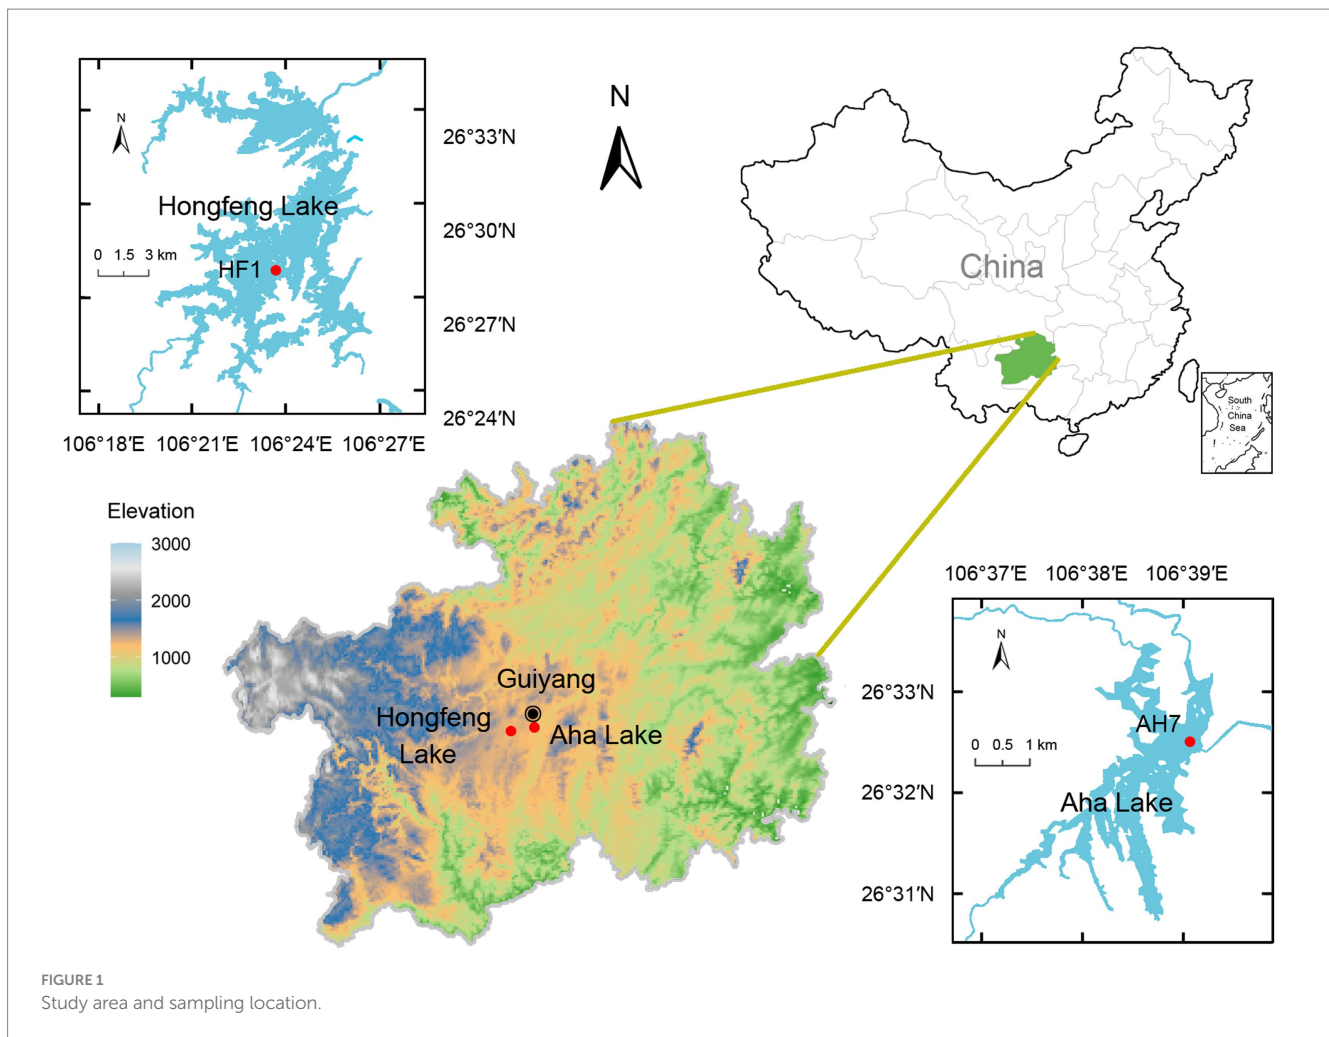 N
Hongfeng Lake
0 1.5 3 km
HF1
26°33′N
26°30′N
26°27′N
26°24′N
106°18′E 106°21′E 106°24′E 106°27′E
N
China
South
China
Sea
Elevation
3000
2000
1000
Guiyang
Hongfeng
Lake
Aha Lake
106°37′E 106°38′E 106°39′E
N
26°33′N
26°32′N
26°31′N
AH7
0 0.5 1 km
Aha Lake
FIGURE 1
Study area and sampling location.